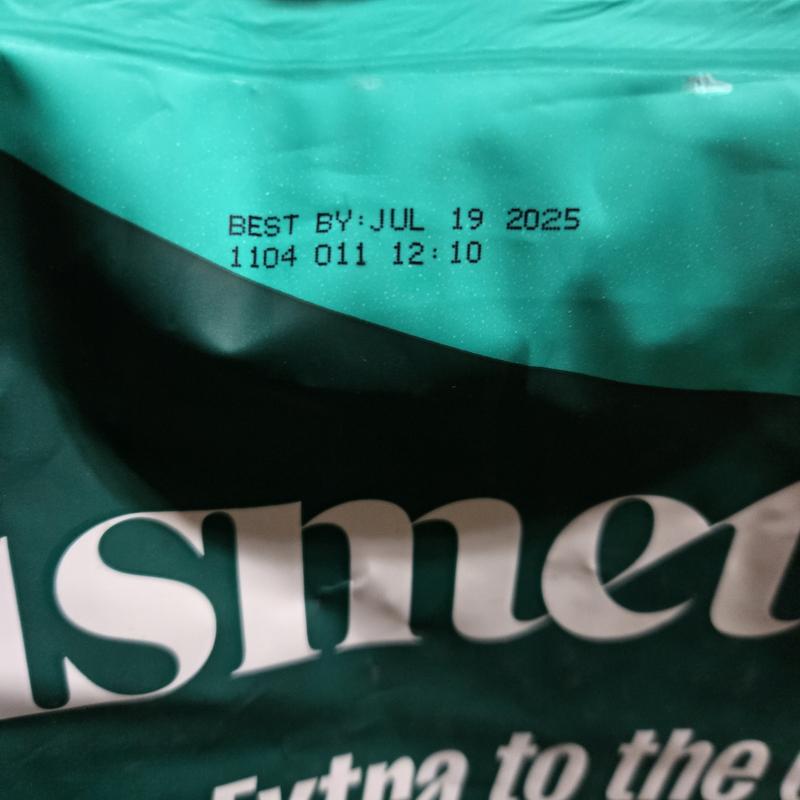 BEST BY:JUL 19 2025
1104 011 12:10
Extra to the